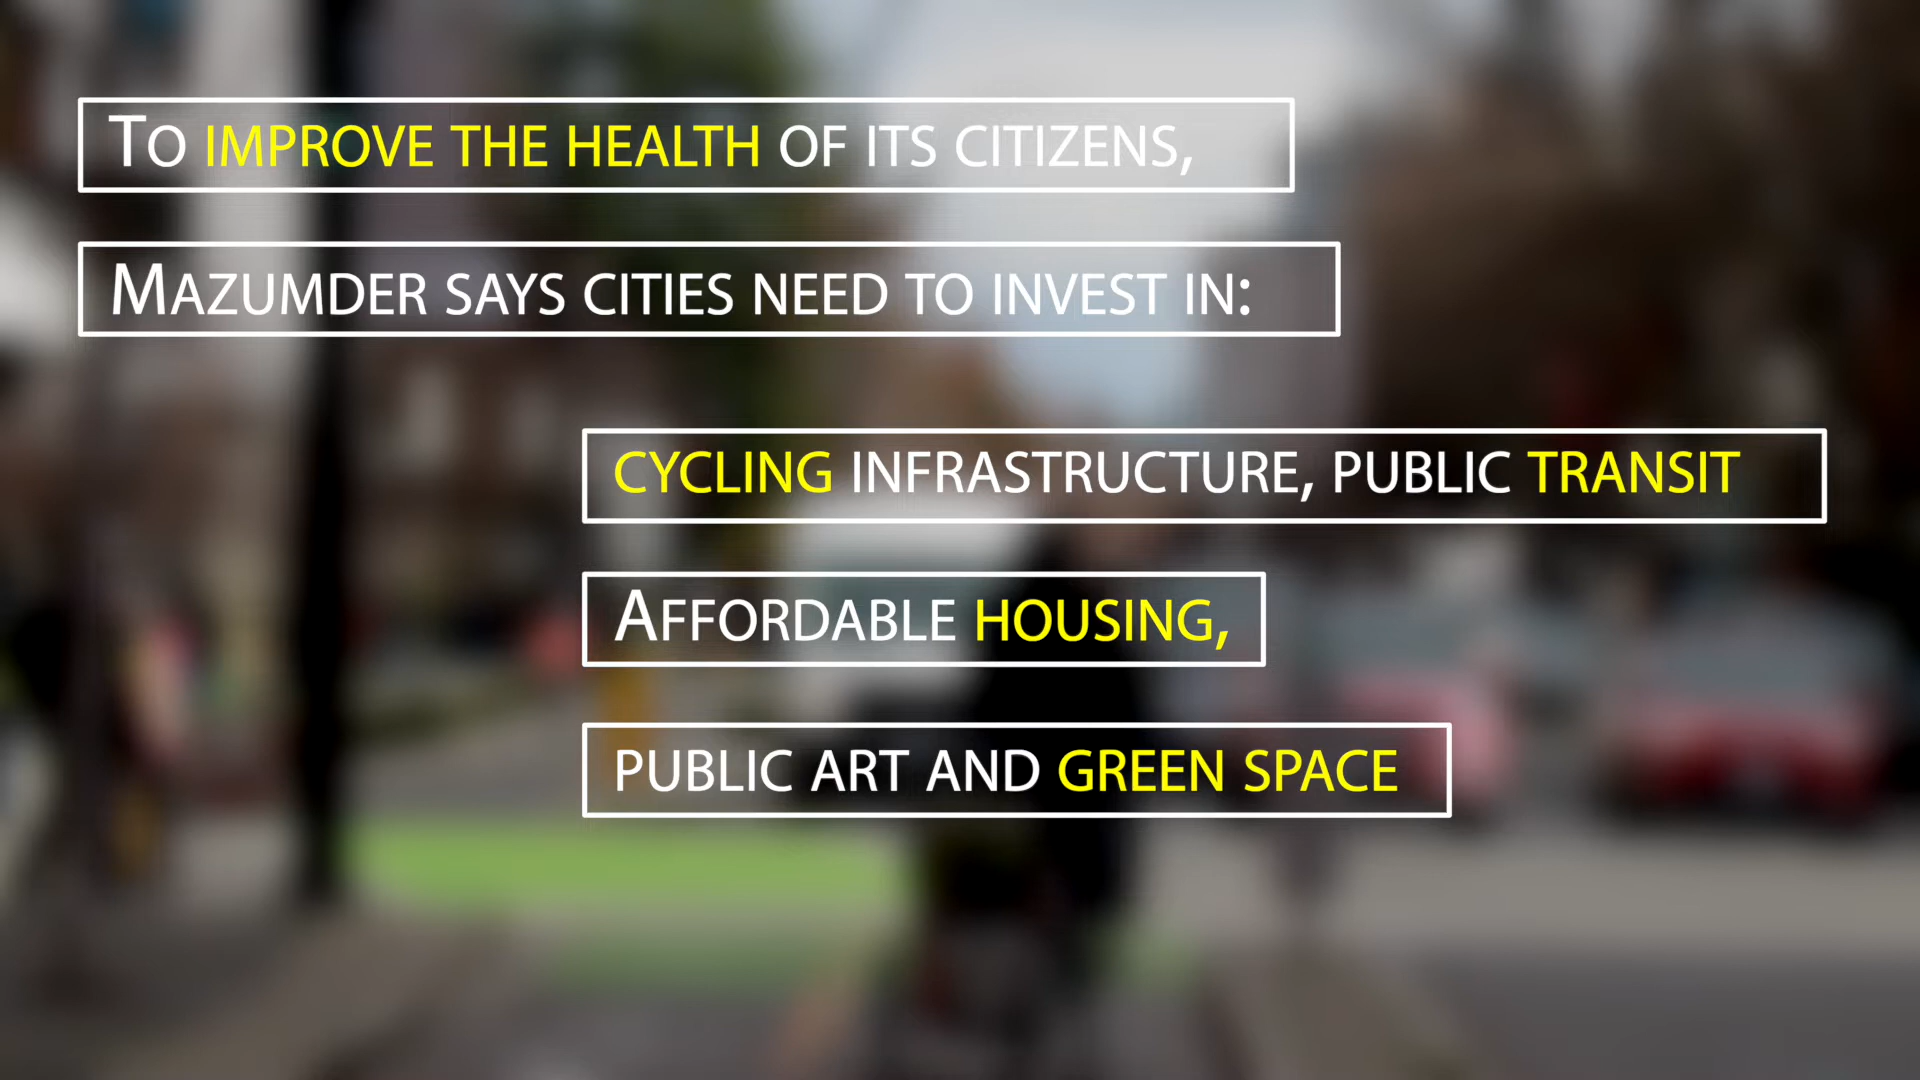 To IMPROVE THE HEALTH OF ITS CITIZENS,
MAZUMDER SAYS CITIES NEED TO INVEST IN:
CYCLING INFRASTRUCTURE, PUBLIC TRANSIT
AFFORDABLE HOUSING,
PUBLIC ART AND GREEN SPACE